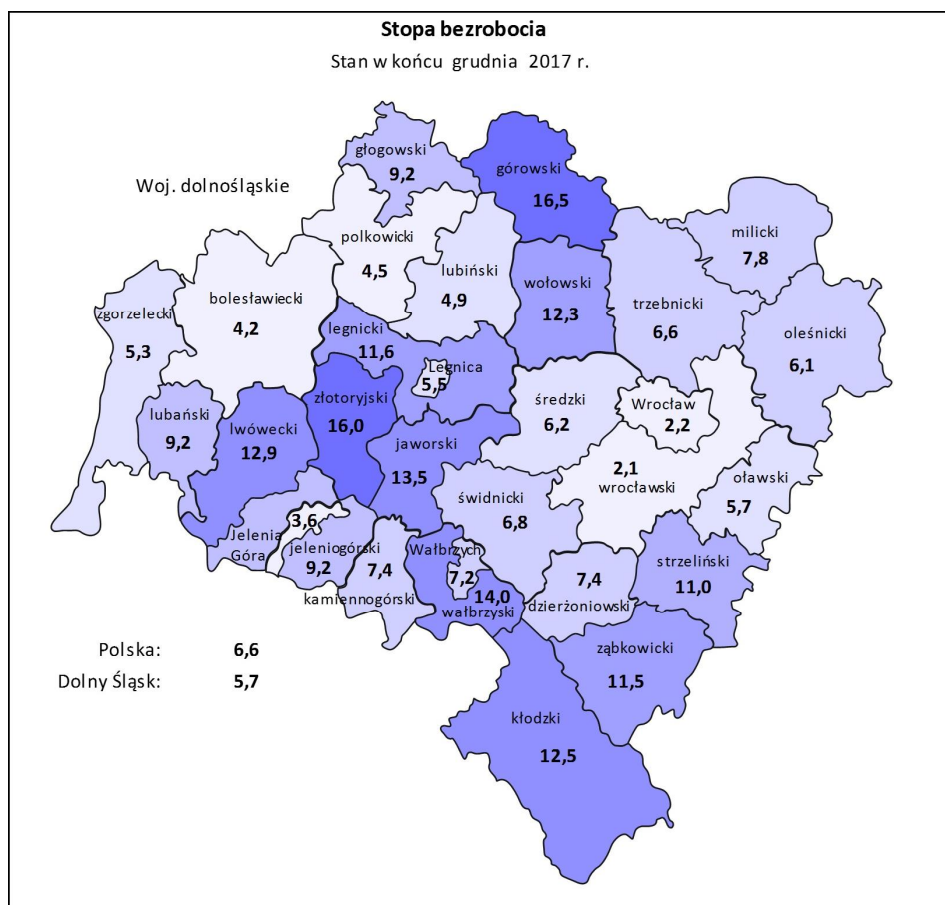 Stopa bezrobocia
Stan w końcu grudnia 2017 r.
Woj. dolnośląskie
głogowski
9,2
górowski
16,5
milicki
7,8
polkowicki
4,5
lubiński
4,9
wołowski
12,3
trzebnicki
6,6
oleśnicki
6,1
zgorzelecki
5,3
bolesławiecki
4,2
legnicki
11,6
Legnica
5,5
złotoryjski
16,0
średzki
6,2
Wrocław
2,2
lubański
9,2
lwówecki
12,9
jaworski
13,5
2,1
wrocławski
oławski
5,7
świdnicki
6,8
Jelenia
Góra
3,6
jeleniogórski
9,2
7,4
kamiennogórski
Wałbrzych
7,2
14,0
wałbrzyski
7,4
dzierżoniowski
strzeliński
11,0
ząbkowicki
11,5
kłodzki
12,5
Polska: 6,6
Dolny Śląsk: 5,7